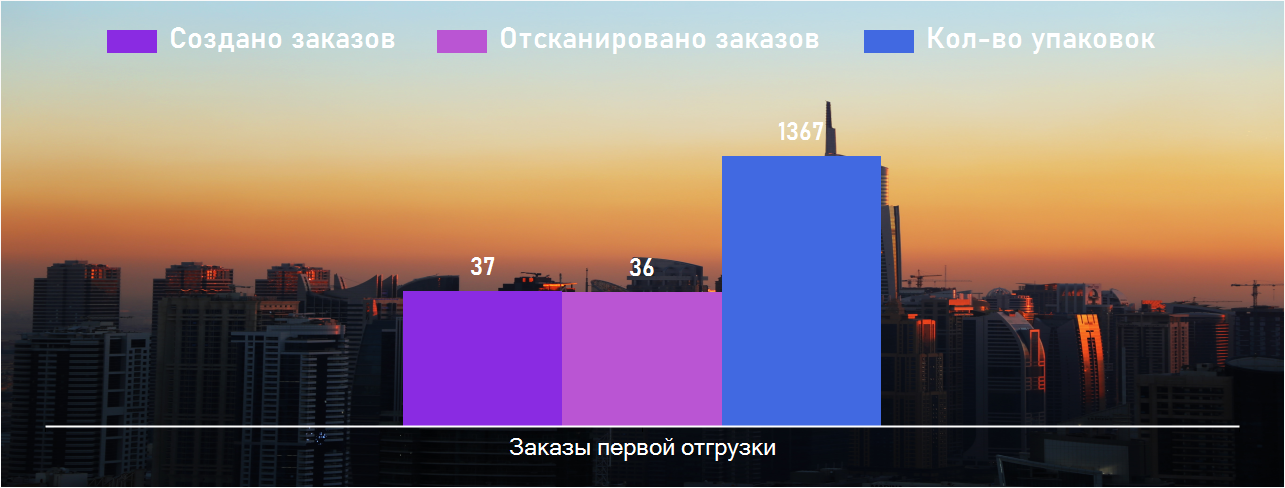 Создано заказов Отсканировано заказов Кол-во упаковок
1367
37 36
Заказы первой отгрузки